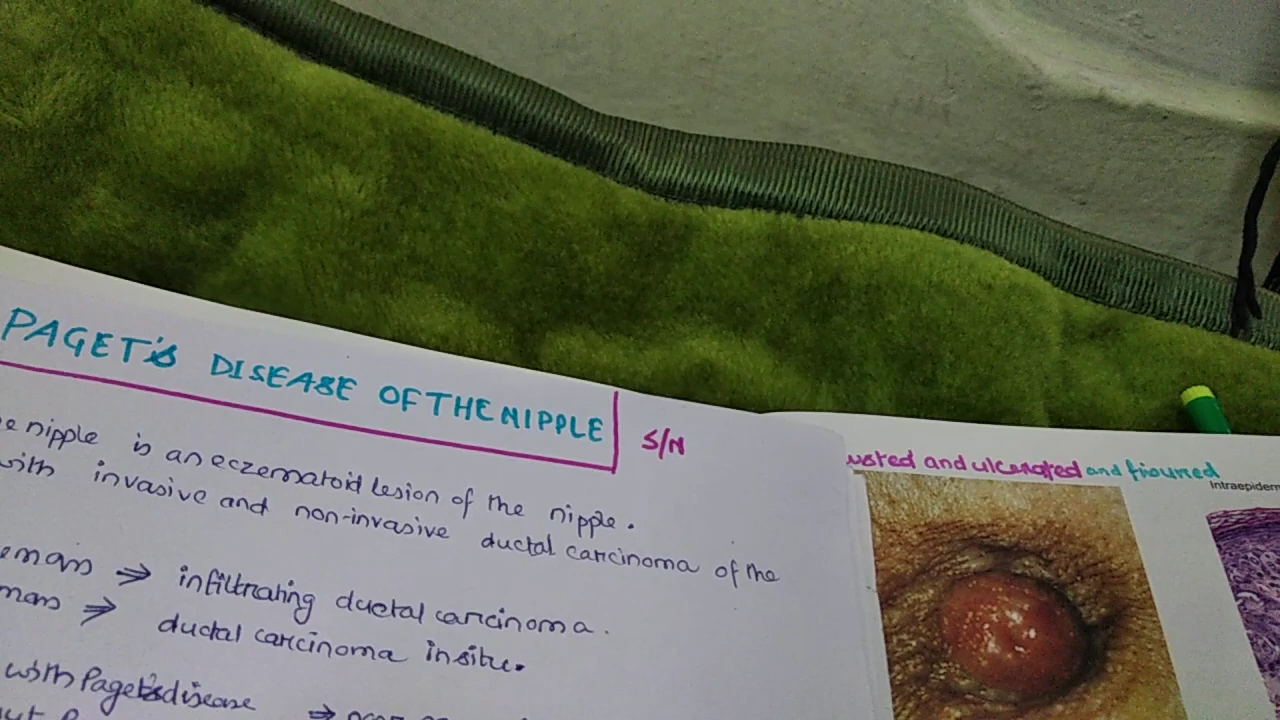 PAGET'S DISEASE OF THE NIPPLE
S/N
e nipple is an eczematoid lesion of the nipple.
with invasive and non-invasive ductal carcinoma of the
mass ⇒ infiltrating ductal carcinoma.
mass ⇒ ductal carcinoma insitu.
with Paget's disease ⇒
usted and ulcerated and fissured
Intraepiderm